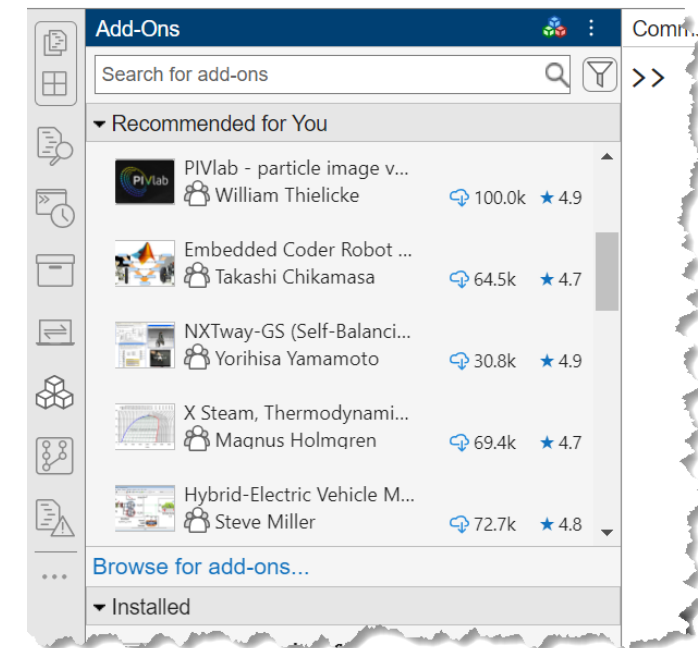 Add-Ons
Comm..
Search for add-ons
>>
Recommended for You
PIVlab
PIVlab - particle image v...
William Thielicke
100.0k
4.9
Embedded Coder Robot ...
Takashi Chikamasa
64.5k
4.7
NXTway-GS (Self-Balanci...
Yorihisa Yamamoto
30.8k
4.9
X Steam, Thermodynami...
Magnus Holmgren
69.4k
4.7
Hybrid-Electric Vehicle M...
Steve Miller
72.7k
4.8
Browse for add-ons...
Installed